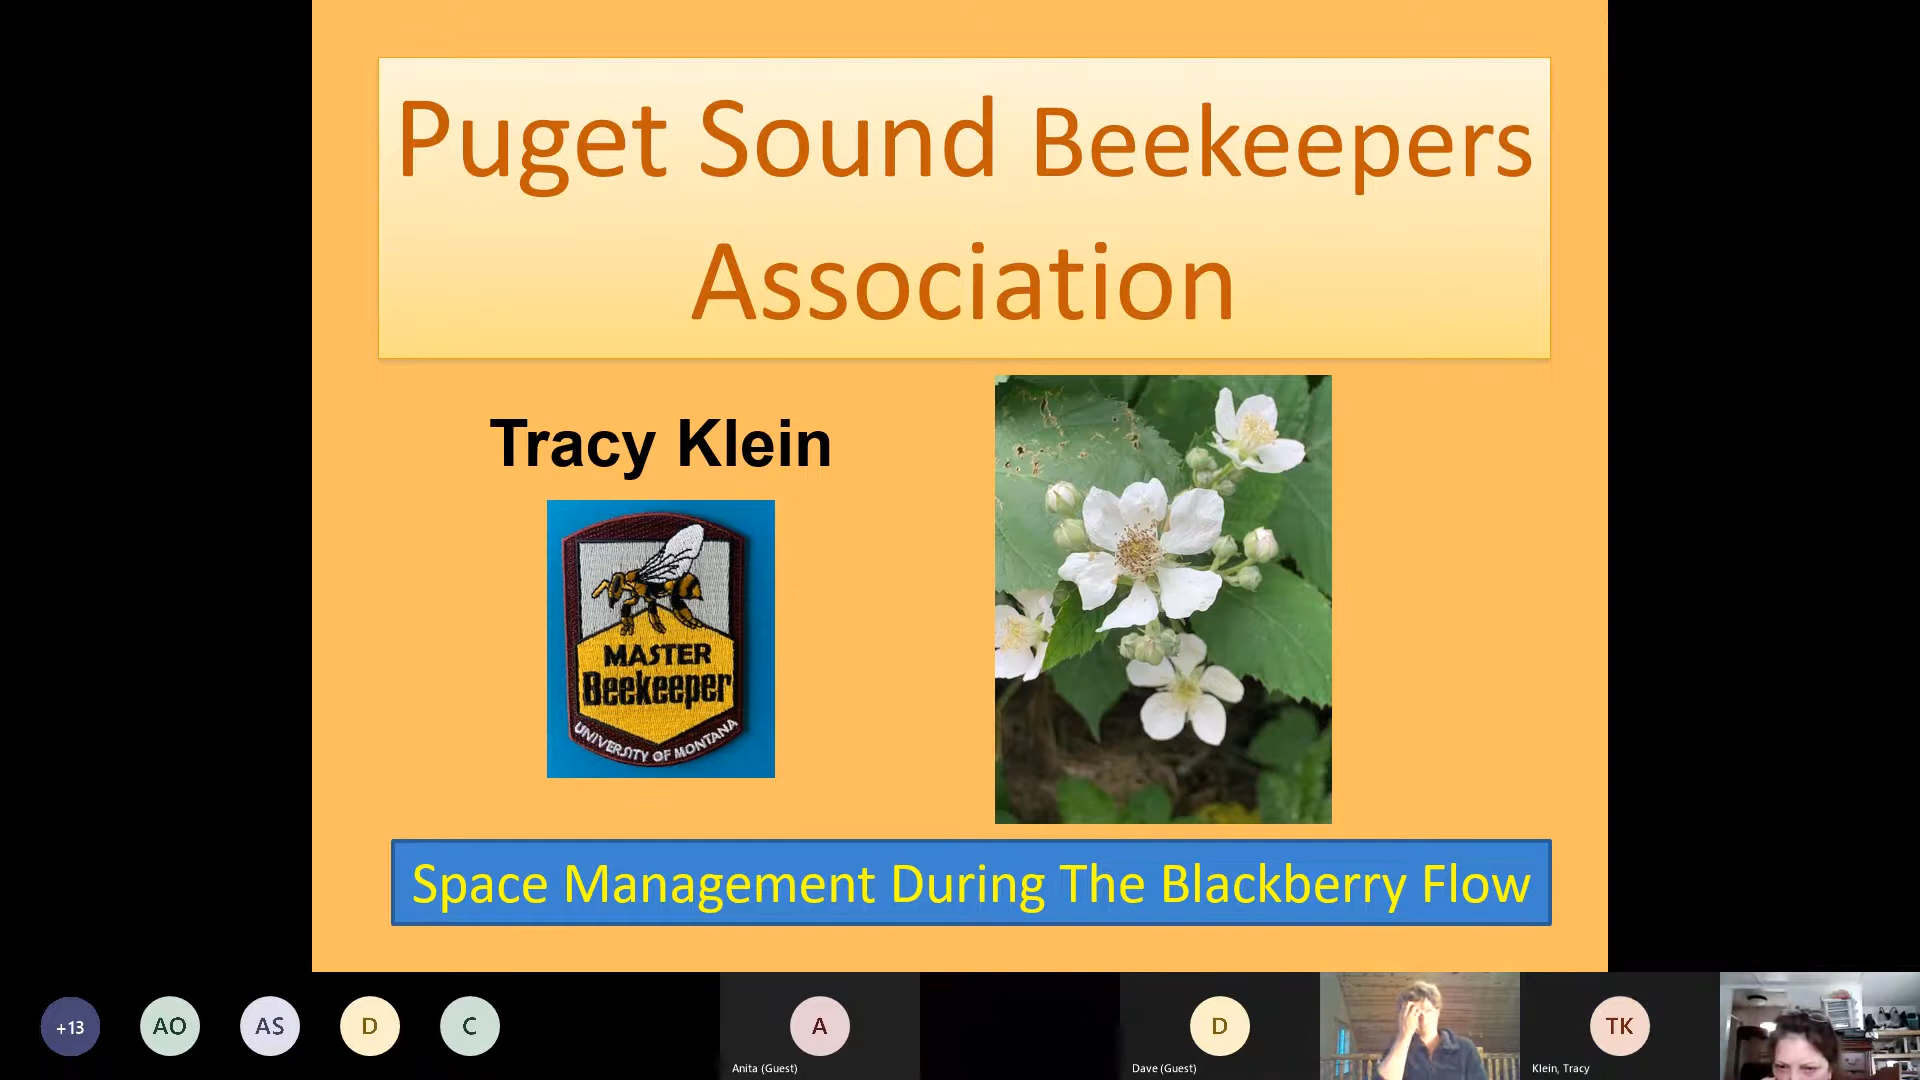 Puget Sound Beekeepers
Association
Tracy Klein
MASTER
Beekeeper
UNIVERSITY OF MONTANA
Space Management During The Blackberry Flow
+13
AO
AS
D
C
A
D
TK
Anita (Guest)
Dave (Guest)
Klein, Tracy